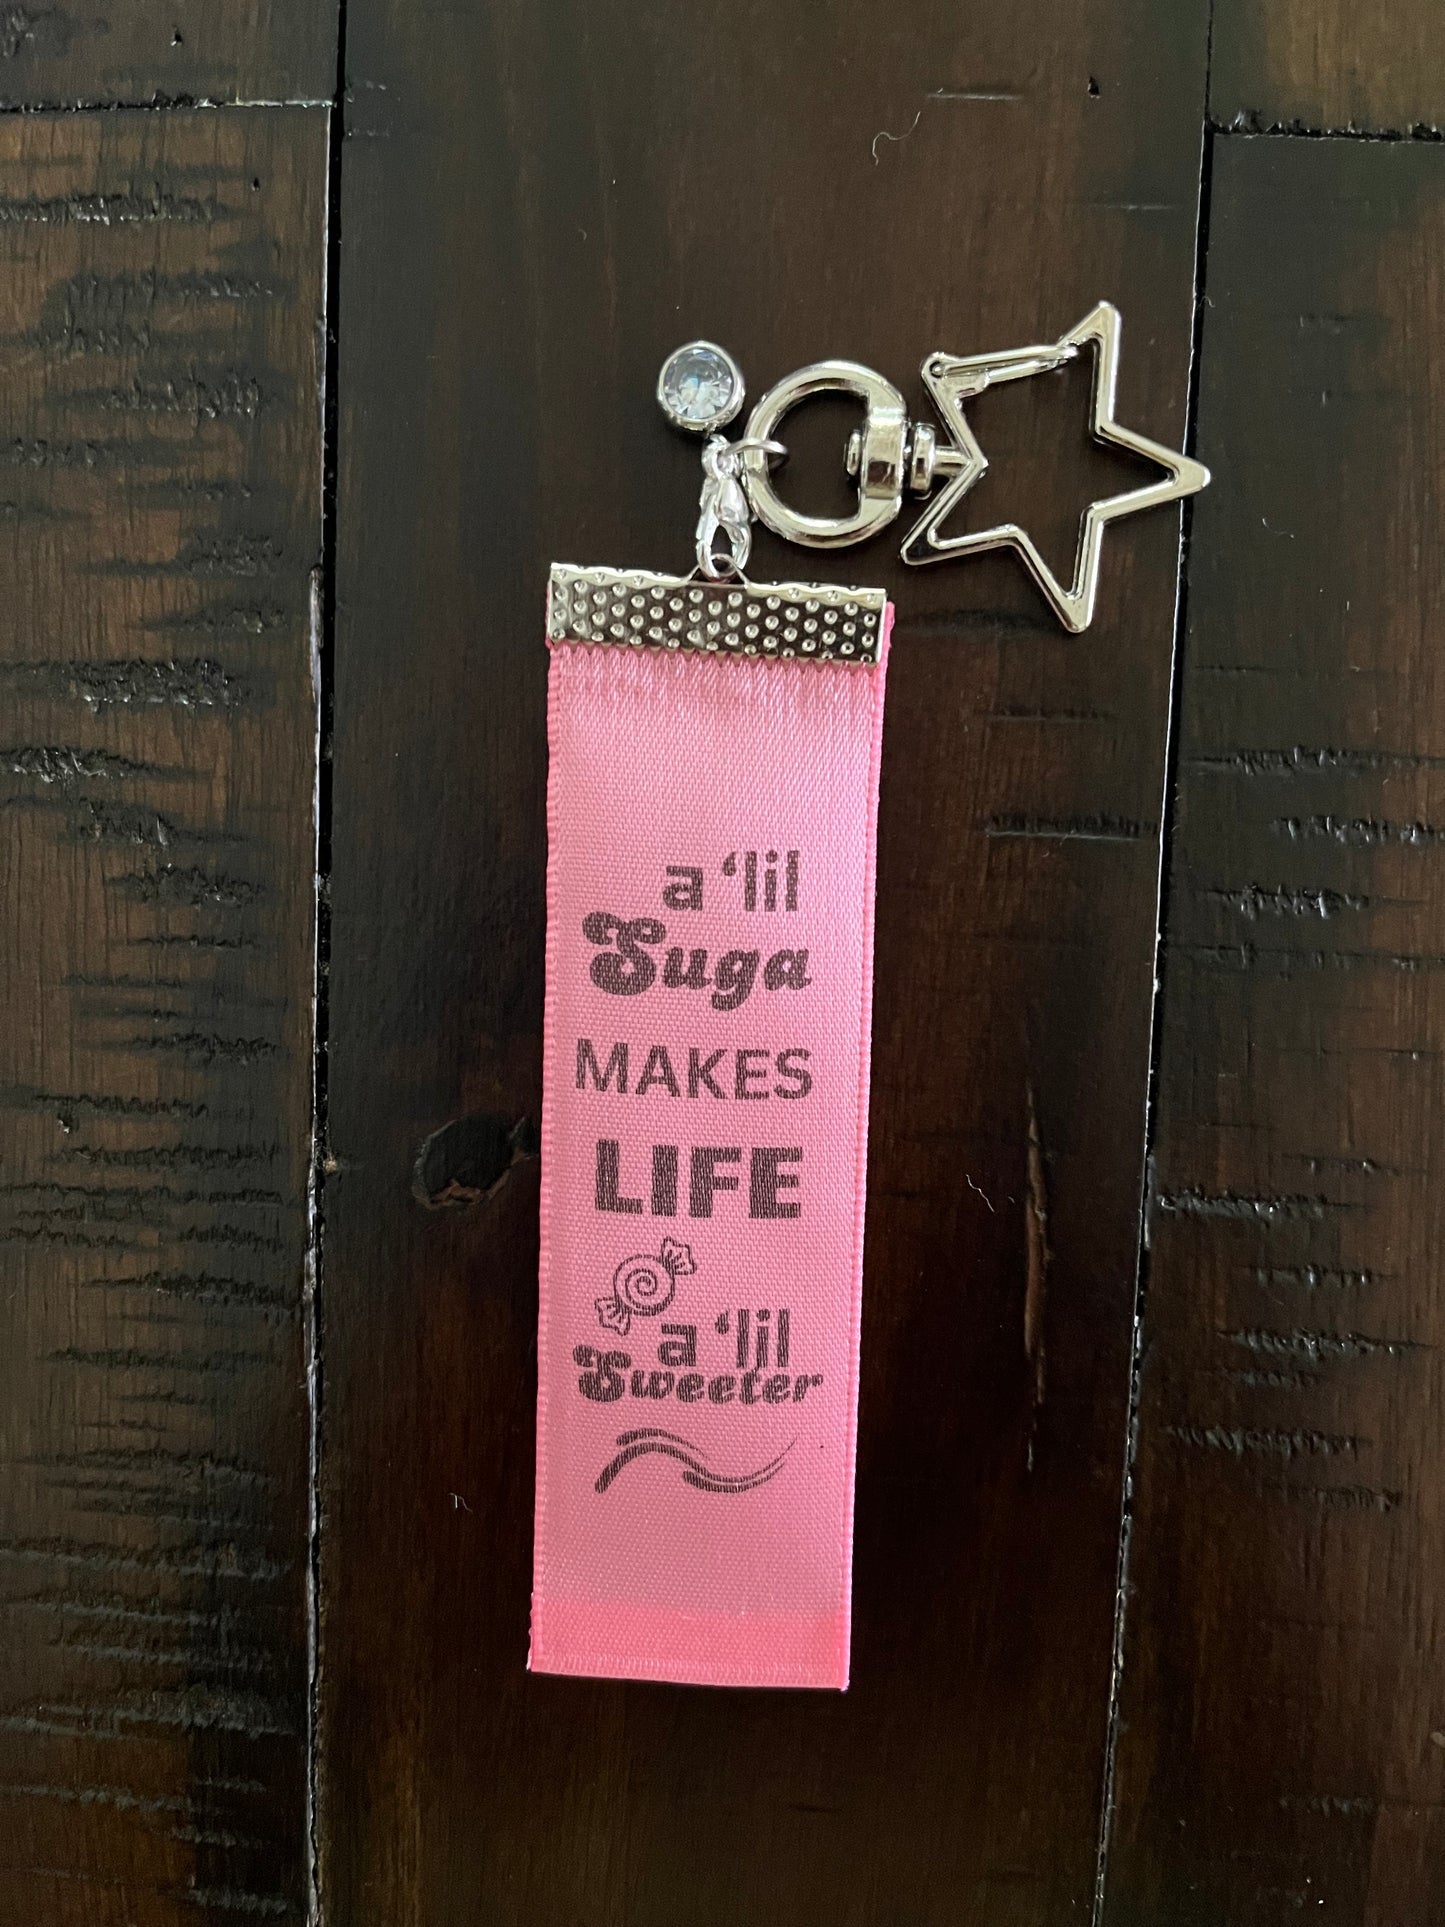 a ‘lil
Suga
MAKES
LIFE
a ‘lil
Sweeter